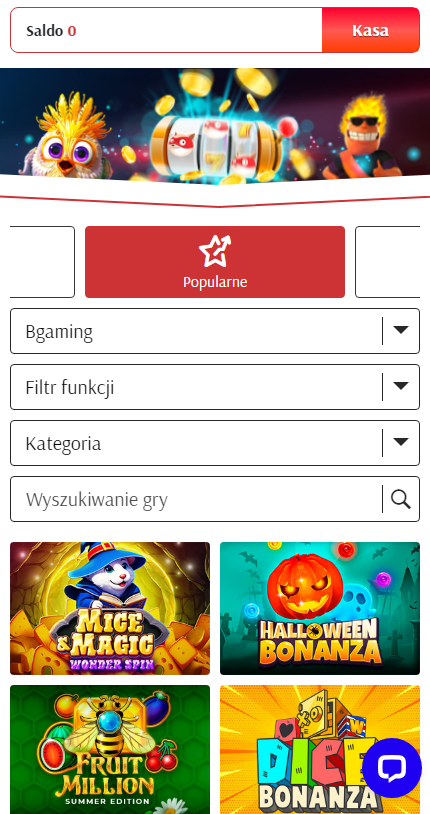 Saldo 0
Kasa
Popularne
Bgaming
Filtr funkcji
Kategoria
Wyszukiwanie gry
MICE
& MAGIC
WONDER SPIN
HALLOWEEN
BONANZA
FRUIT
MILLION
SUMMER EDITION
DICE
BONANZA